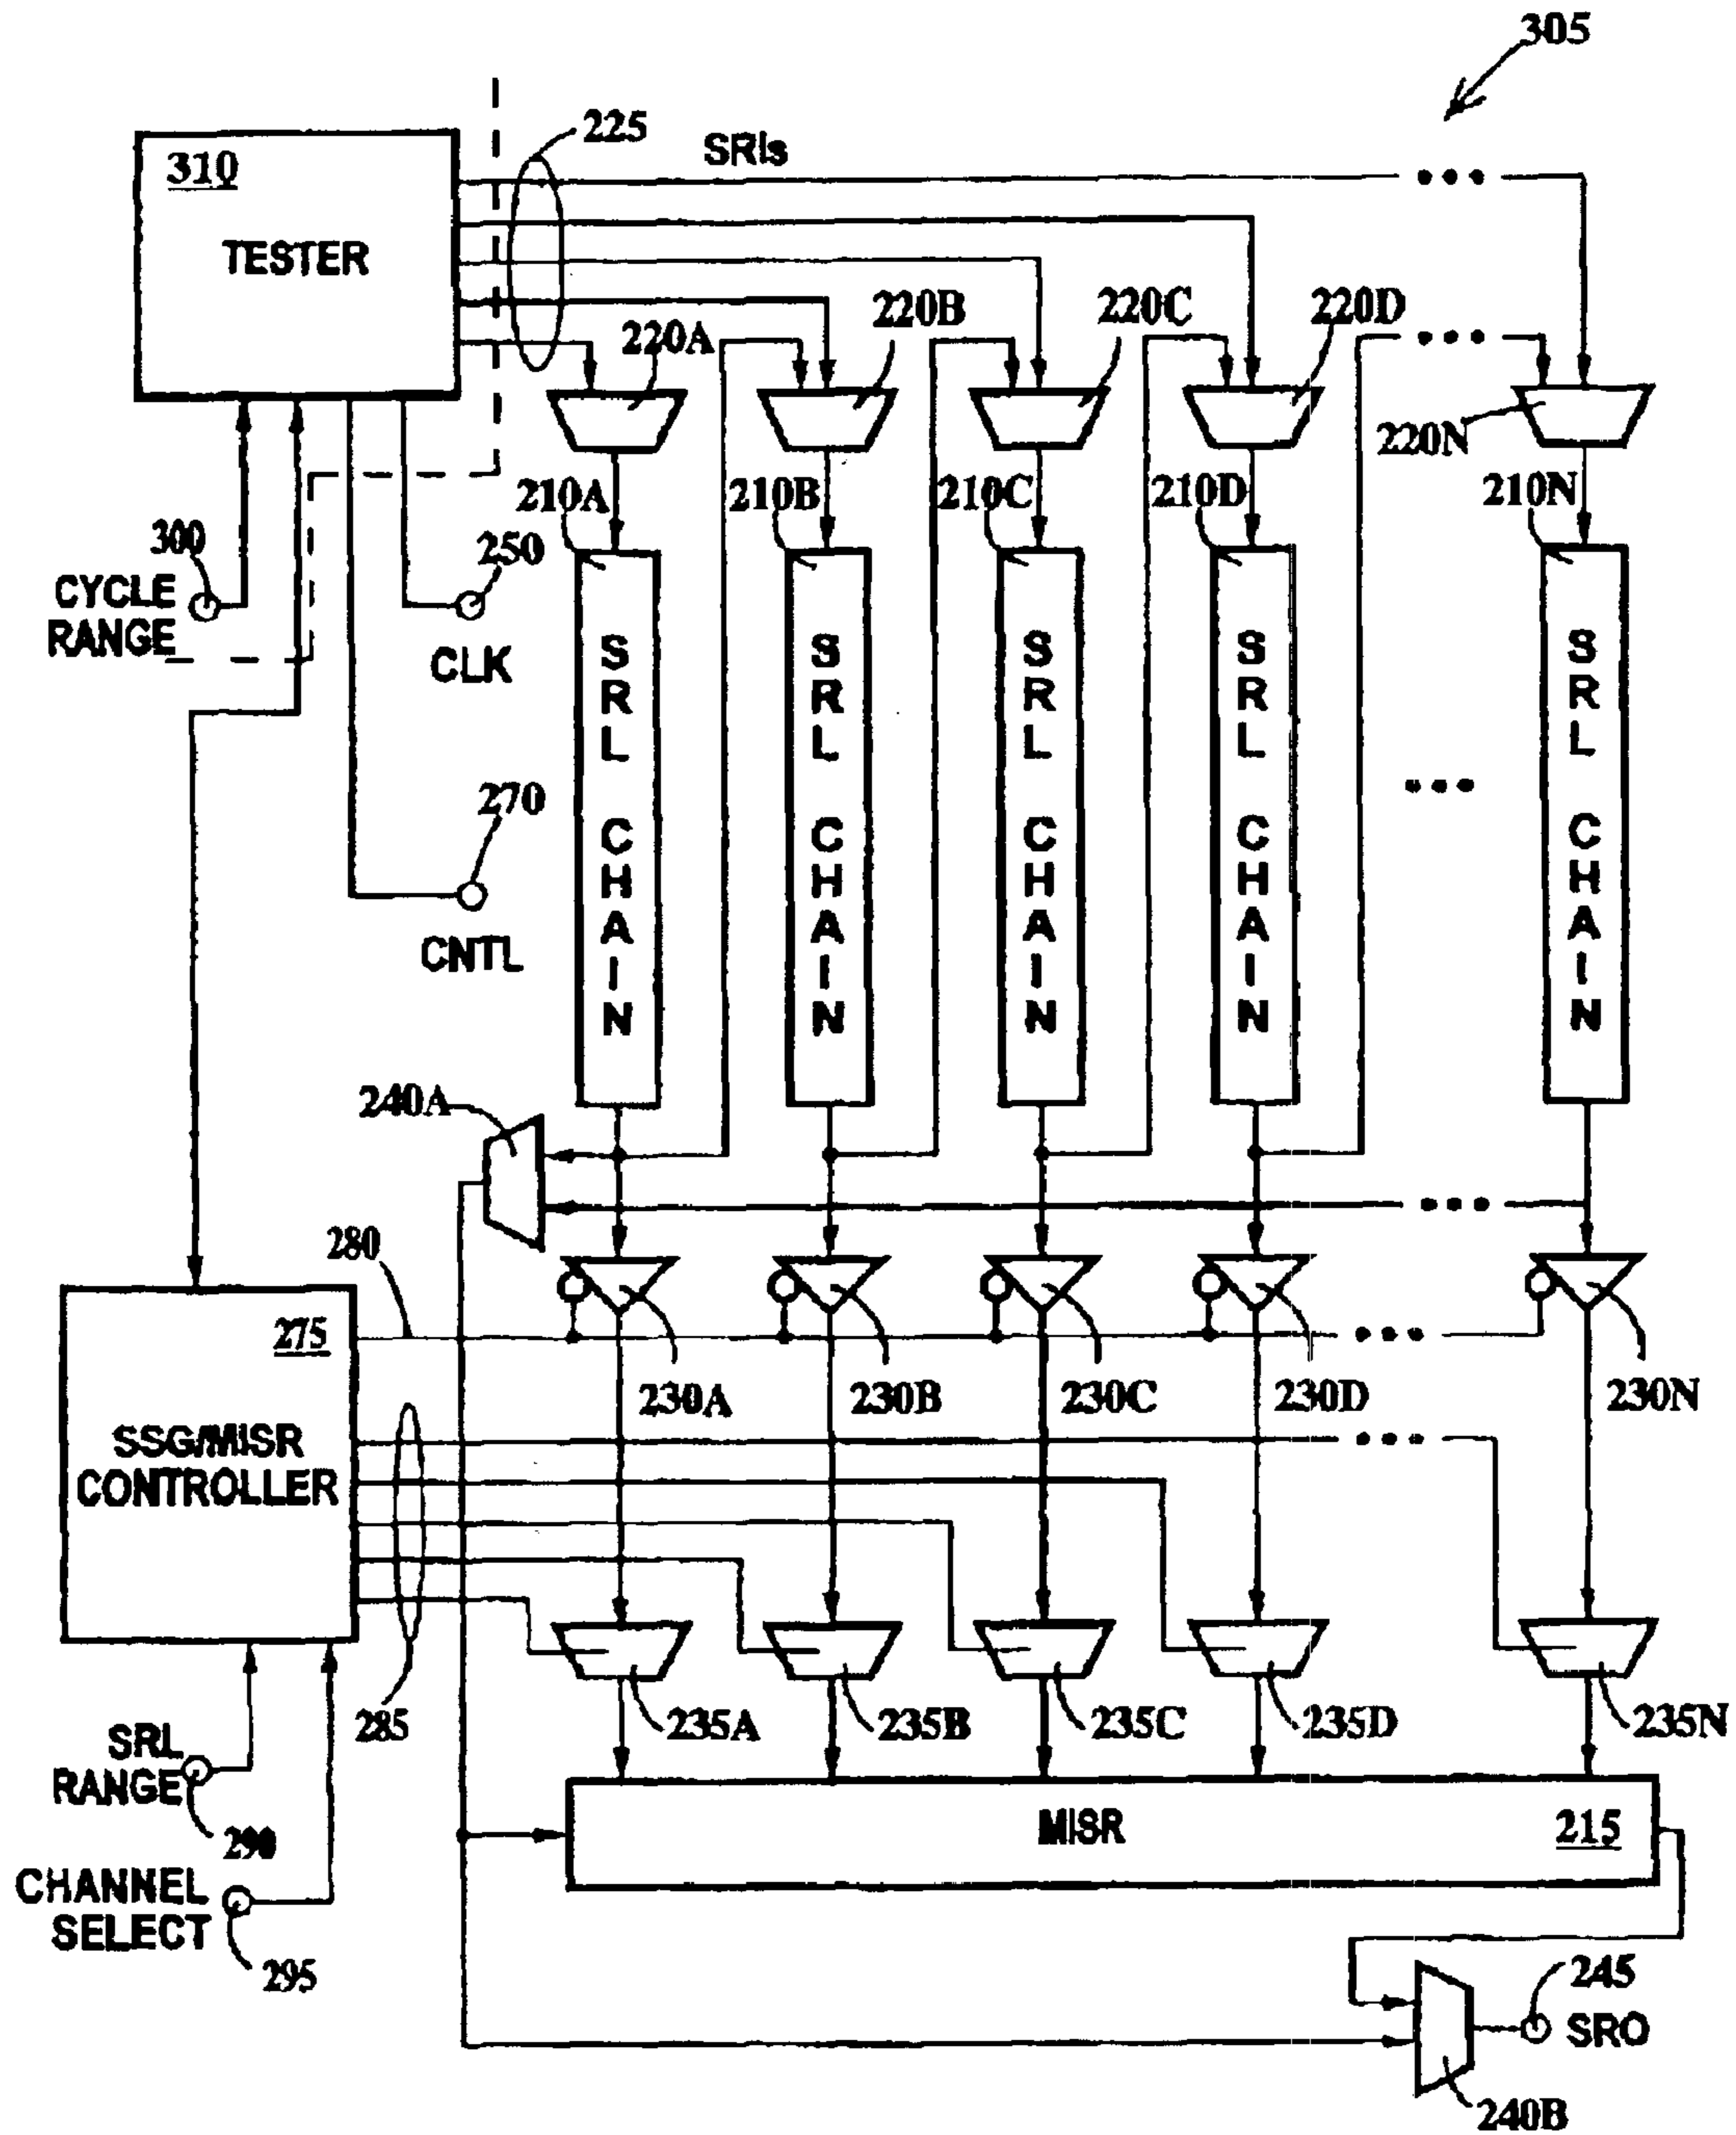 305
225
SRIs
310
TESTER
220A
220B
220C
220D
220N
210A
210B
210C
210D
210N
300
CYCLE
RANGE
250
CLK
270
CNTL
SRL CHAIN
SRL CHAIN
SRL CHAIN
SRL CHAIN
SRL CHAIN
240A
280
275
SSG/MISR
CONTROLLER
230A
230B
230C
230D
230N
285
235A
235B
235C
235D
235N
SRL
RANGE
290
CHANNEL
SELECT
295
MISR
215
245
SRO
240B